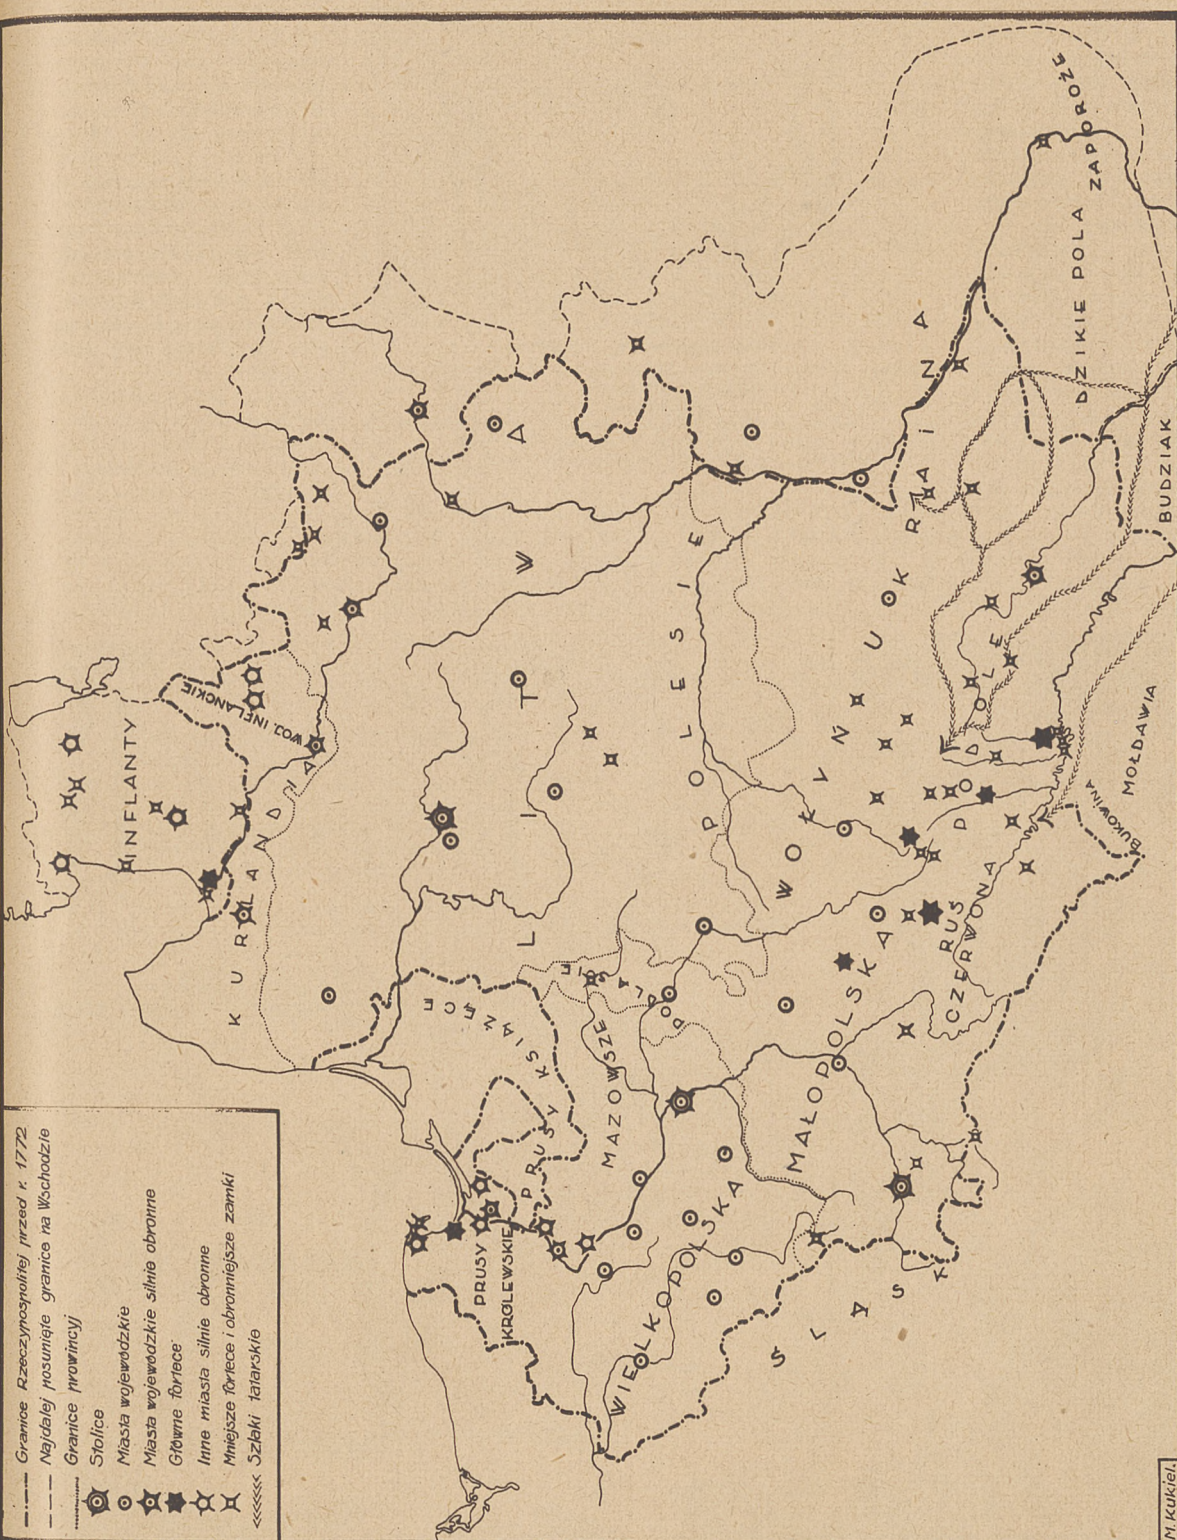 Granice Rzeczypospolitej przed r. 1772
Najdalej posunięte granice na Wschodzie
Granice prowincyj
Stolice
Miasta wojewódzkie
Miasta wojewódzkie silnie obronne
Główne fortece
Inne miasta silnie obronne
Mniejsze fortece i obronniejsze zamki
Szlaki tatarskie
INFLANTY
WOJ. INFLANCKIE
KURLANDIA
LITWA
PRUSY KSIĄŻĘCE
PRUSY
KRÓLEWSKIE
MAZOWSZE
PODLASIE
POLESIE
WIELKOPOLSKA
MAŁOPOLSKA
ŚLĄSK
WOŁYŃ
UKRAINA
RUŚ
CZERWONA
PODOLE
BUKOWINA
MOŁDAWIA
BUDZIAK
DZIKIE POLA
ZAPOROŻE
M. Kukiel.